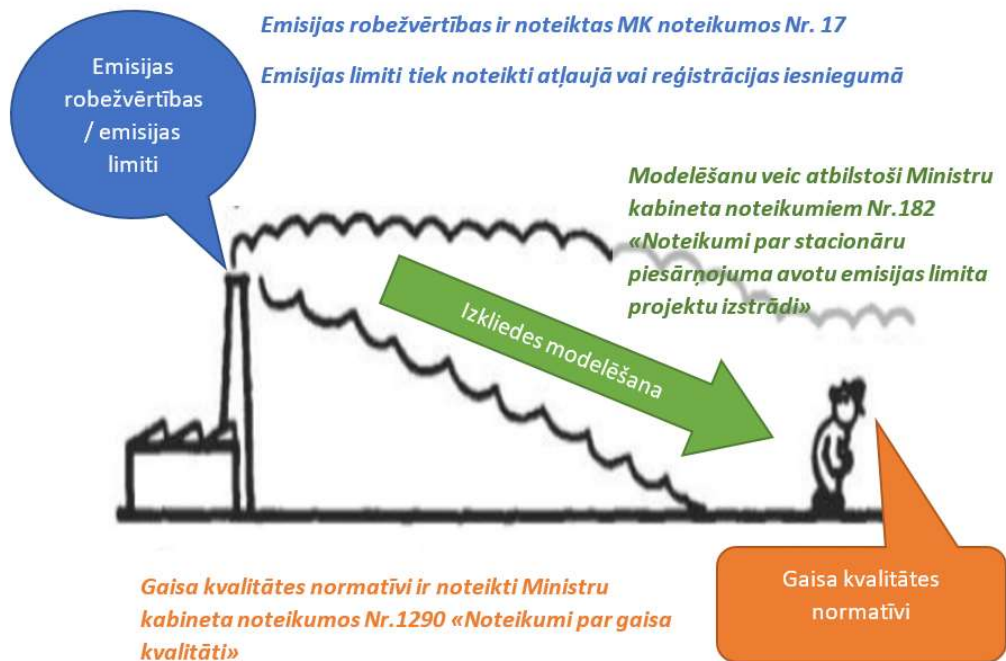 Emisijas robežvērtības ir noteiktas MK noteikumos Nr. 17
Emisijas limiti tiek noteikti atļaujā vai reģistrācijas iesniegumā
Emisijas
robežvērtības
/ emisijas
limiti
Modelēšanu veic atbilstoši Ministru
kabineta noteikumiem Nr.182
«Noteikumi par stacionāru
piesārņojuma avotu emisijas limita
projektu izstrādi»
Izkliedes modelēšana
Gaisa kvalitātes
normatīvi
Gaisa kvalitātes normatīvi ir noteikti Ministru
kabineta noteikumos Nr.1290 «Noteikumi par gaisa
kvalitāti»